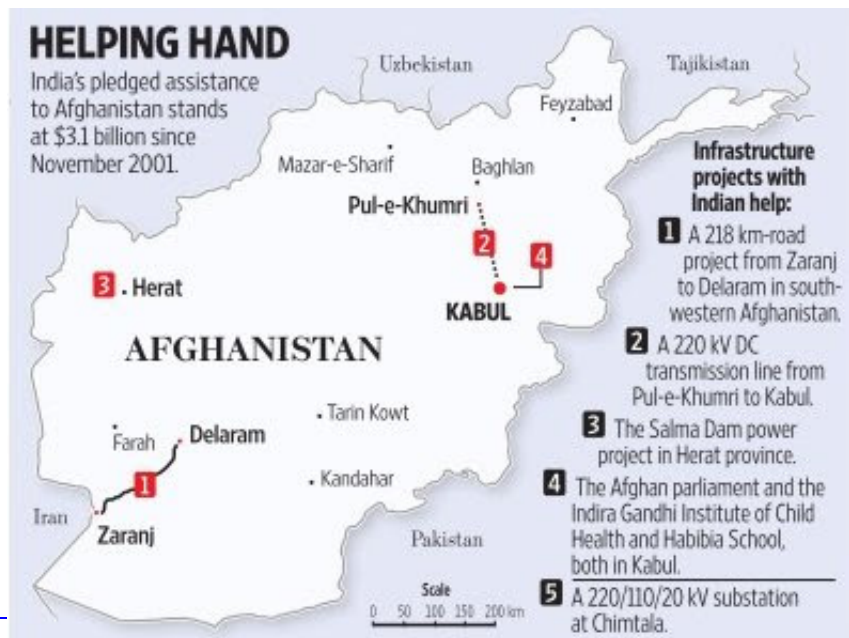 HELPING HAND
India's pledged assistance
to Afghanistan stands
at $3.1 billion since
November 2001.
Uzbekistan
Tajikistan
Feyzabad
Mazar-e-Sharif
Baghlan
Pul-e-Khumri
2
4
3
Herat
KABUL
AFGHANISTAN
Tarin Kowt
Farah
Delaram
1
Kandahar
Iran
Zaranj
Pakistan
Scale
0 50 100 150 200 km
Infrastructure
projects with
Indian help:
1 A 218 km-road
project from Zaranj
to Delaram in south-
western Afghanistan.
2 A 220 kV DC
transmission line from
Pul-e-Khumri to Kabul.
3 The Salma Dam power
project in Herat province.
4 The Afghan parliament and the
Indira Gandhi Institute of Child
Health and Habibia School,
both in Kabul.
5 A 220/110/20 kV substation
at Chimtala.